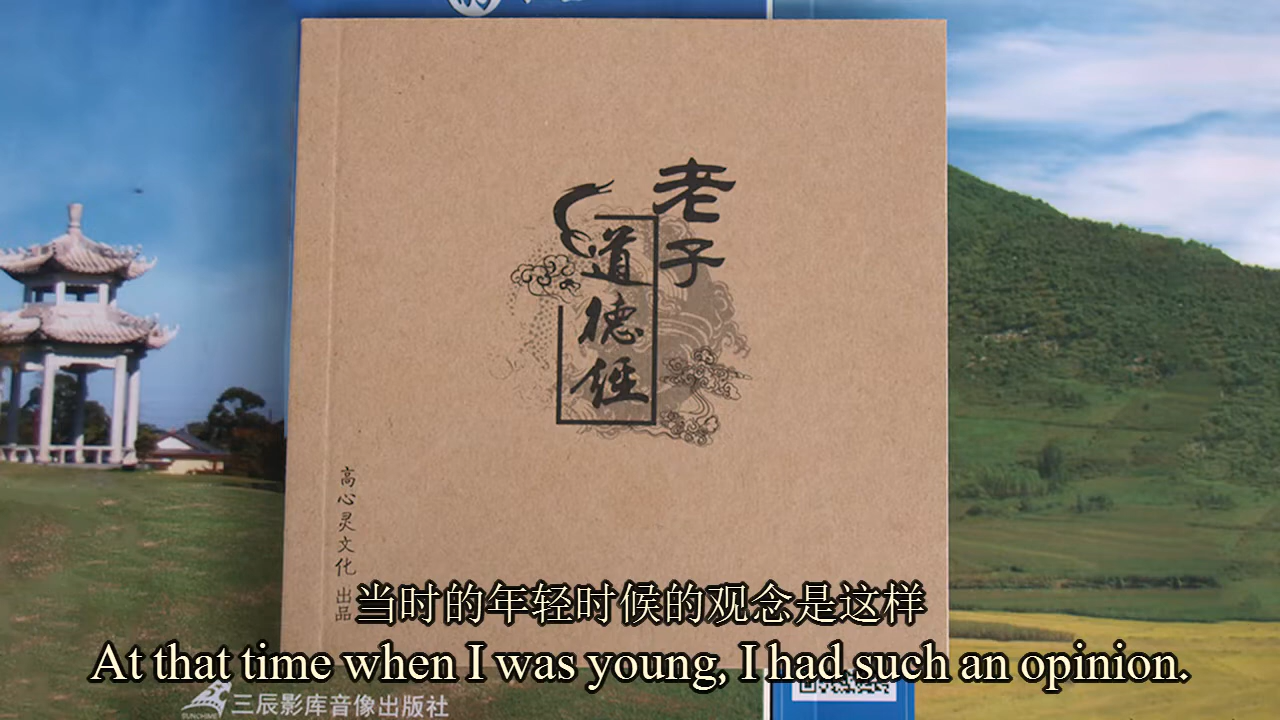 老子
道德经
高心灵文化 出品
当时的年轻时候的观念是这样
At that time when I was young, I had such an opinion.
SUNCHIME 三辰影库音像出版社